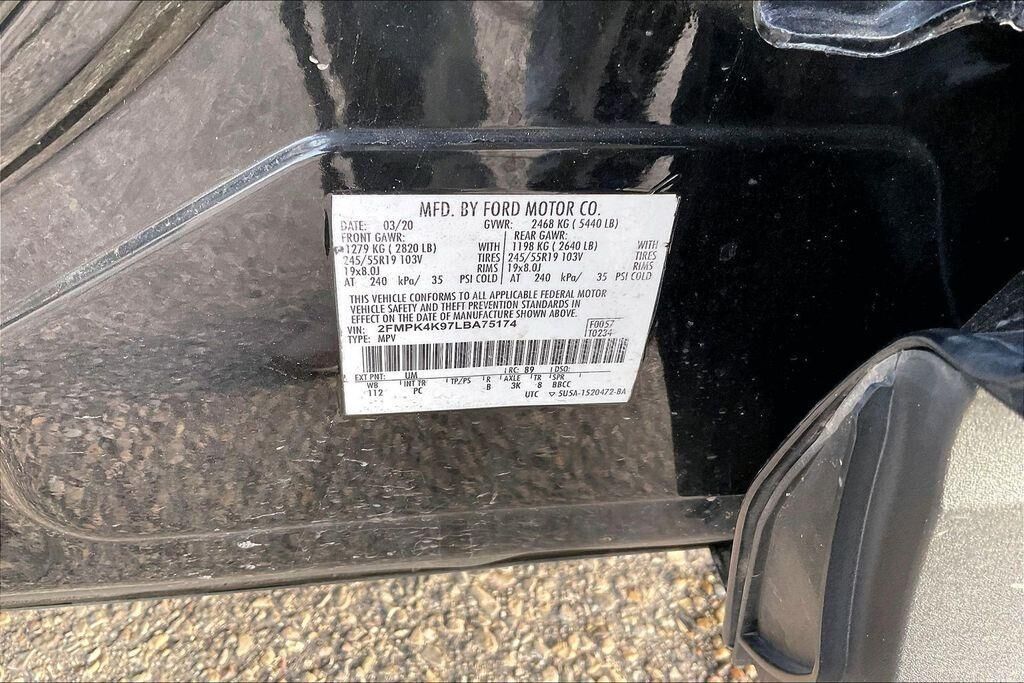 MFD. BY FORD MOTOR CO.
DATE: 03/20 GVWR: 2468 KG ( 5440 LB)
FRONT GAWR: REAR GAWR:
1279 KG ( 2820 LB) WITH 1198 KG ( 2640 LB) WITH
245/55R19 103V TIRES 245/55R19 103V TIRES
19x8.0J RIMS 19x8.0J RIMS
AT 240 kPa/ 35 PSI COLD AT 240 kPa/ 35 PSI COLD
THIS VEHICLE CONFORMS TO ALL APPLICABLE FEDERAL MOTOR
VEHICLE SAFETY AND THEFT PREVENTION STANDARDS IN
EFFECT ON THE DATE OF MANUFACTURE SHOWN ABOVE.
VIN: 2FMPK4K97LBA75174 F0057
TYPE: MPV T0234
EXT PNT: UM RC: 89 DSO:
WB INT TR TP/PS R AXLE TR SPR
112 PC B 3K 8 BBCC
UTC ▽ 5U5A-1520472-BA